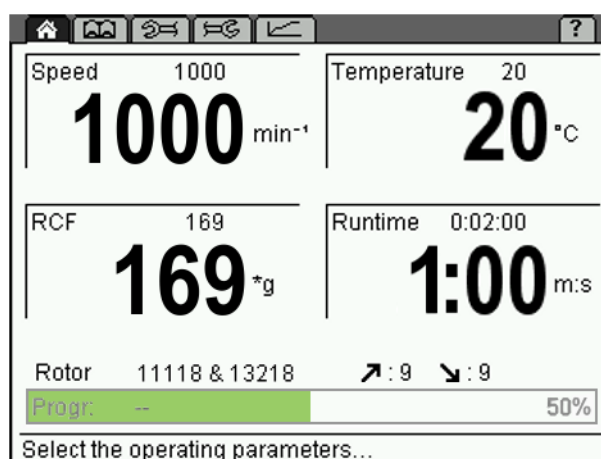 ?
Speed 1000
1000 min⁻¹
Temperature 20
20 °C
RCF 169
169 *g
Runtime 0:02:00
1:00 m:s
Rotor 11118 & 13218 ↗ : 9 ↘ : 9
Progr: -- 50%
Select the operating parameters...